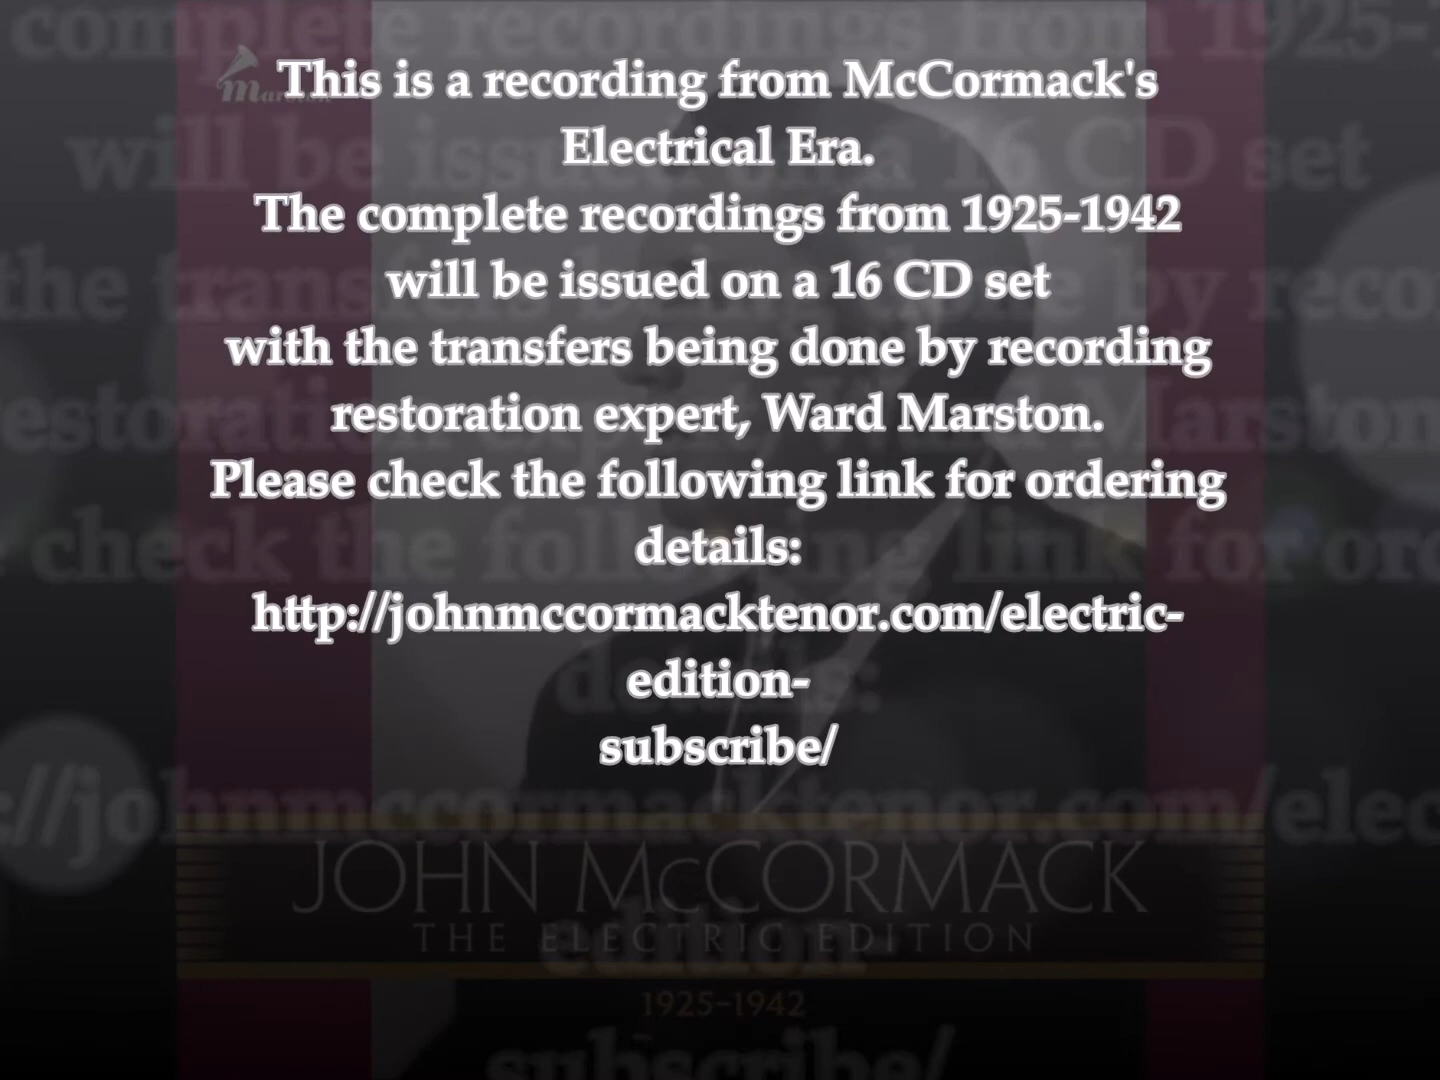 This is a recording from McCormack's
Electrical Era.
The complete recordings from 1925-1942
will be issued on a 16 CD set
with the transfers being done by recording
restoration expert, Ward Marston.
Please check the following link for ordering
details:
http://johnmccormacktenor.com/electric-
edition-
subscribe/
JOHN McCORMACK
THE ELECTRIC EDITION
1925-1942